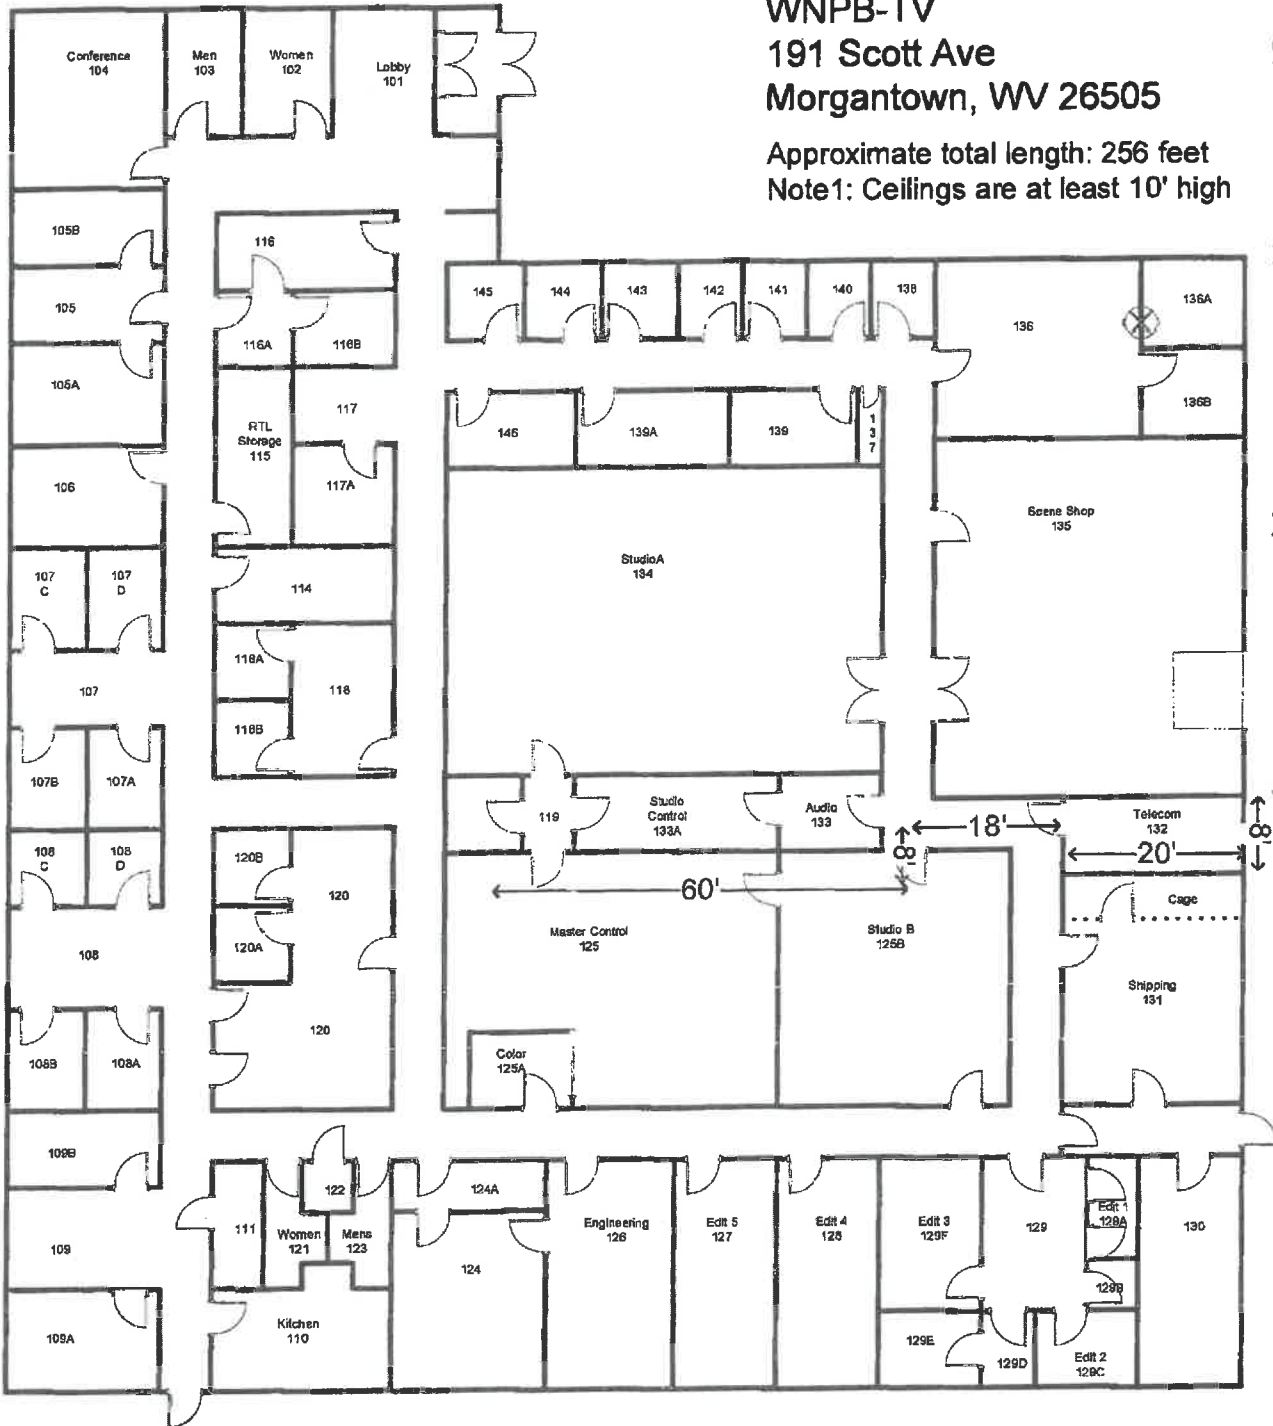 WNPB-TV
191 Scott Ave
Morgantown, WV 26505
Approximate total length: 256 feet
Note1: Ceilings are at least 10' high
Conference
104
Men
103
Women
102
Lobby
101
105B
116
105
116A
116B
105A
117
RTL
Storage
115
117A
106
107
C
107
D
114
118A
118
107
118B
107B
107A
108
C
108
D
120B
120
120A
108
120
108B
108A
109B
109
109A
111
122
Women
121
Mens
123
Kitchen
110
145
144
143
142
141
140
138
136
136A
136B
146
139A
139
1
3
7
StudioA
134
Scene Shop
135
119
Studio
Control
133A
Audio
133
18'
Telecom
132
8'
8'
20'
60'
Cage
Master Control
125
Studio B
125B
Shipping
131
Color
125A
124A
124
Engineering
126
Edit 5
127
Edit 4
128
Edit 3
129F
129
Edit 1
129A
129B
130
129E
129D
Edit 2
129C